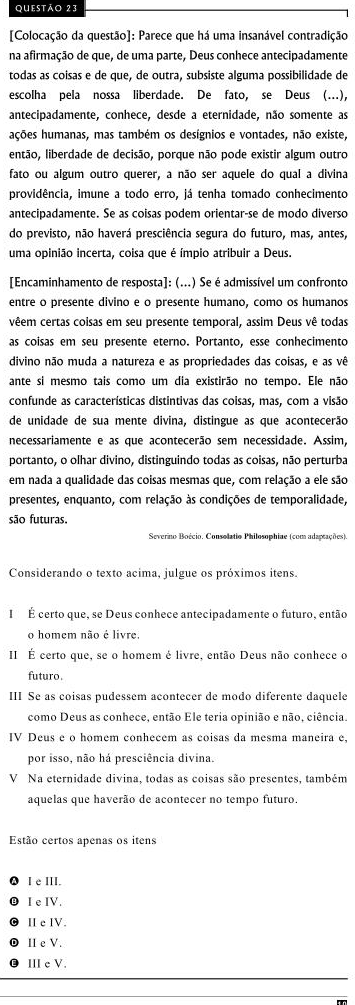 QUESTÃO 23
[Colocação da questão]: Parece que há uma insanável contradição
na afirmação de que, de uma parte, Deus conhece antecipadamente
todas as coisas e de que, de outra, subsiste alguma possibilidade de
escolha pela nossa liberdade. De fato, se Deus (...),
antecipadamente, conhece, desde a eternidade, não somente as
ações humanas, mas também os desígnios e vontades, não existe,
então, liberdade de decisão, porque não pode existir algum outro
fato ou algum outro querer, a não ser aquele do qual a divina
providência, imune a todo erro, já tenha tomado conhecimento
antecipadamente. Se as coisas podem orientar-se de modo diverso
do previsto, não haverá presciência segura do futuro, mas, antes,
uma opinião incerta, coisa que é ímpio atribuir a Deus.
[Encaminhamento de resposta]: (...) Se é admissível um confronto
entre o presente divino e o presente humano, como os humanos
vêem certas coisas em seu presente temporal, assim Deus vê todas
as coisas em seu presente eterno. Portanto, esse conhecimento
divino não muda a natureza e as propriedades das coisas, e as vê
ante si mesmo tais como um dia existirão no tempo. Ele não
confunde as características distintivas das coisas, mas, com a visão
de unidade de sua mente divina, distingue as que acontecerão
necessariamente e as que acontecerão sem necessidade. Assim,
portanto, o olhar divino, distinguindo todas as coisas, não perturba
em nada a qualidade das coisas mesmas que, com relação a ele são
presentes, enquanto, com relação às condições de temporalidade,
são futuras.
Severino Boécio. Consolatio Philosophiae (com adaptações).
Considerando o texto acima, julgue os próximos itens.
I É certo que, se Deus conhece antecipadamente o futuro, então
o homem não é livre.
II É certo que, se o homem é livre, então Deus não conhece o
futuro.
III Se as coisas pudessem acontecer de modo diferente daquele
como Deus as conhece, então Ele teria opinião e não, ciência.
IV Deus e o homem conhecem as coisas da mesma maneira e,
por isso, não há presciência divina.
V Na eternidade divina, todas as coisas são presentes, também
aquelas que haverão de acontecer no tempo futuro.
Estão certos apenas os itens
A I e III.
B I e IV.
C II e IV.
D II e V.
E III e V.